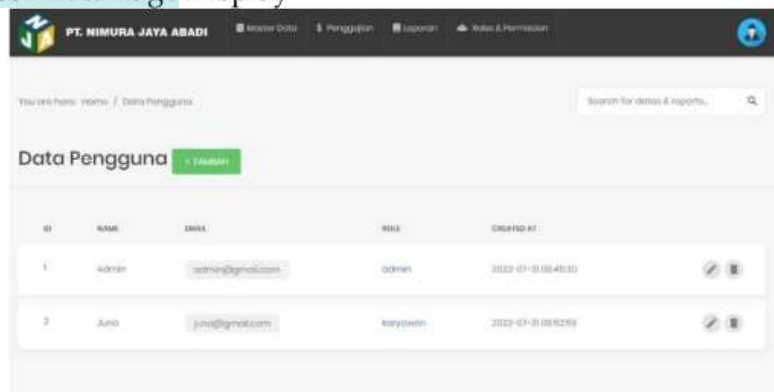 PT. NIMURA JAYA ABADI Master Data $ Penggajian Laporan Roles & Permission
You are here: Home / Data Pengguna Search for datas & reports...
Data Pengguna + TAMBAH
ID NAME EMAIL ROLE CREATED AT
1 Admin admin@gmail.com admin
2 Juna juna@gmail.com karyawan